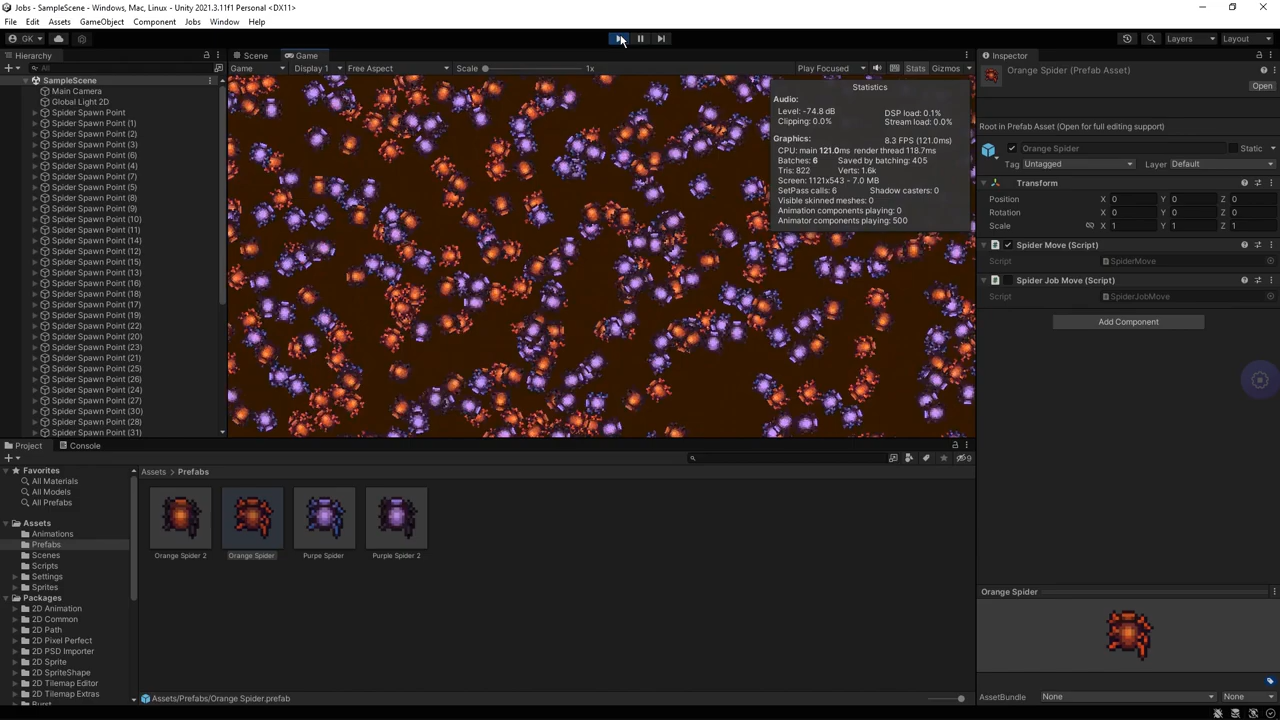 Jobs - SampleScene - Windows, Mac, Linux - Unity 2021.3.11f1 Personal <DX11>
File Edit Assets GameObject Component Jobs Window Help
GK Layers Layout
Hierarchy
All
SampleScene
Main Camera
Global Light 2D
Spider Spawn Point
Spider Spawn Point (1)
Spider Spawn Point (2)
Spider Spawn Point (3)
Spider Spawn Point (6)
Spider Spawn Point (4)
Spider Spawn Point (7)
Spider Spawn Point (5)
Spider Spawn Point (8)
Spider Spawn Point (9)
Spider Spawn Point (10)
Spider Spawn Point (11)
Spider Spawn Point (14)
Spider Spawn Point (12)
Spider Spawn Point (15)
Spider Spawn Point (13)
Spider Spawn Point (16)
Spider Spawn Point (18)
Spider Spawn Point (17)
Spider Spawn Point (19)
Spider Spawn Point (22)
Spider Spawn Point (20)
Spider Spawn Point (23)
Spider Spawn Point (21)
Spider Spawn Point (25)
Spider Spawn Point (26)
Spider Spawn Point (24)
Spider Spawn Point (27)
Spider Spawn Point (30)
Spider Spawn Point (28)
Spider Spawn Point (31)
Scene Game
Game Display 1 Free Aspect Scale 1x Play Focused Stats Gizmos
Statistics
Audio:
Level: -74.8 dB DSP load: 0.1%
Clipping: 0.0% Stream load: 0.0%
Graphics: 8.3 FPS (121.0ms)
CPU: main 121.0ms render thread 118.7ms
Batches: 6 Saved by batching: 405
Tris: 822 Verts: 1.6k
Screen: 1121x543 - 7.0 MB
SetPass calls: 6 Shadow casters: 0
Visible skinned meshes: 0
Animation components playing: 0
Animator components playing: 500
Inspector
Orange Spider (Prefab Asset)
Open
Root in Prefab Asset (Open for full editing support)
Orange Spider Static
Tag Untagged Layer Default
Transform
Position X 0 Y 0 Z 0
Rotation X 0 Y 0 Z 0
Scale X 1 Y 1 Z 1
Spider Move (Script)
Script SpiderMove
Spider Job Move (Script)
Script SpiderJobMove
Add Component
Orange Spider
AssetBundle None None
Project Console
9
Favorites
All Materials
All Models
All Prefabs
Assets
Animations
Prefabs
Scenes
Scripts
Settings
Sprites
Packages
2D Animation
2D Common
2D Path
2D Pixel Perfect
2D PSD Importer
2D Sprite
2D SpriteShape
2D Tilemap Editor
2D Tilemap Extras
Burst
Assets > Prefabs
Orange Spider 2 Orange Spider Purpe Spider Purple Spider 2
Assets/Prefabs/Orange Spider.prefab